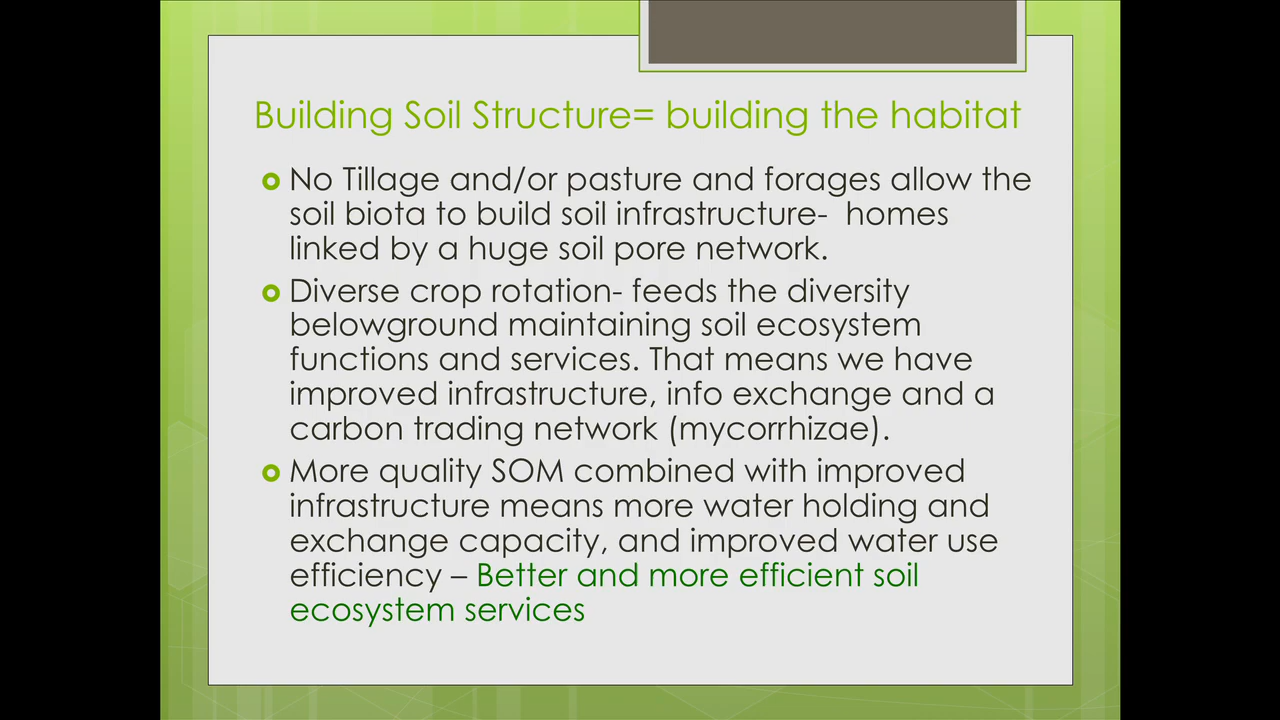 Building Soil Structure= building the habitat
No Tillage and/or pasture and forages allow the
soil biota to build soil infrastructure-  homes
linked by a huge soil pore network.
Diverse crop rotation- feeds the diversity
belowground maintaining soil ecosystem
functions and services. That means we have
improved infrastructure, info exchange and a
carbon trading network (mycorrhizae).
More quality SOM combined with improved
infrastructure means more water holding and
exchange capacity, and improved water use
efficiency – Better and more efficient soil
ecosystem services